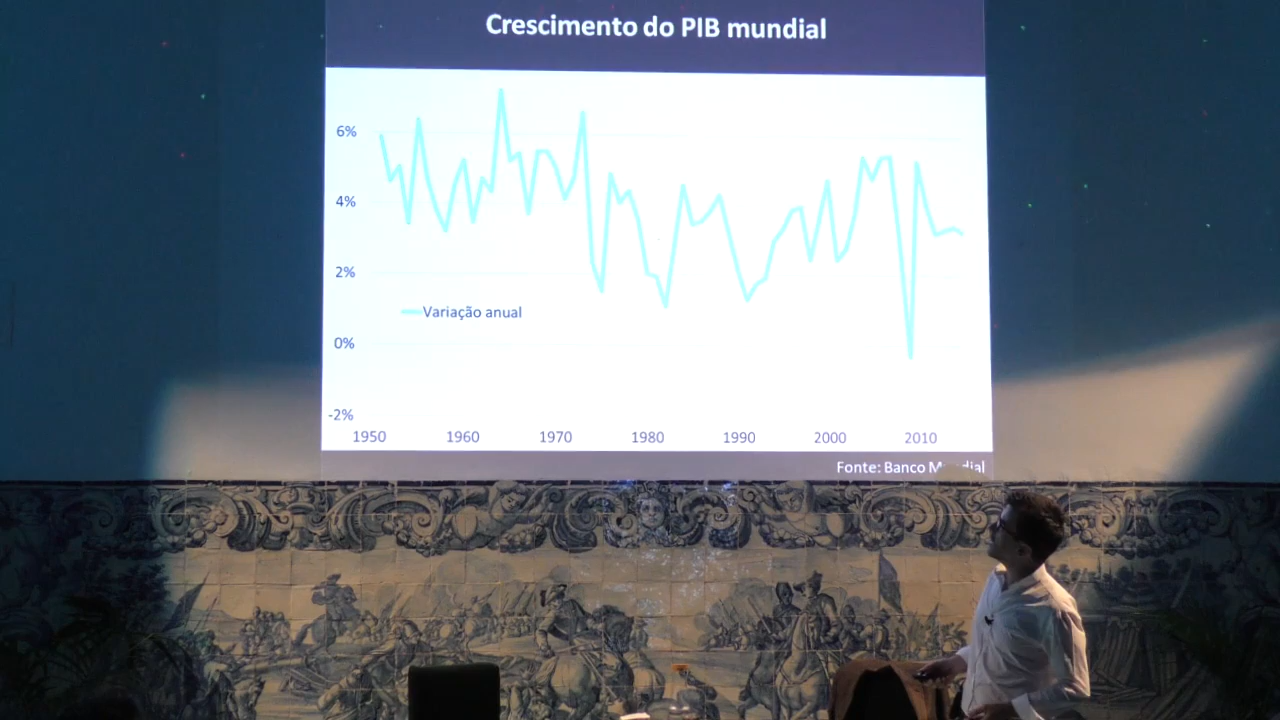 Crescimento do PIB mundial
6%
4%
2%
Variação anual
0%
-2%
1950 1960 1970 1980 1990 2000 2010
Fonte: Banco